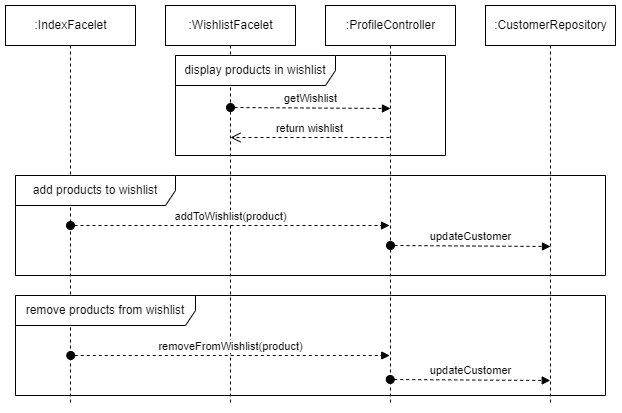 :IndexFacelet
:WishlistFacelet
:ProfileController
:CustomerRepository
display products in wishlist
getWishlist
return wishlist
add products to wishlist
addToWishlist(product)
updateCustomer
remove products from wishlist
removeFromWishlist(product)
updateCustomer